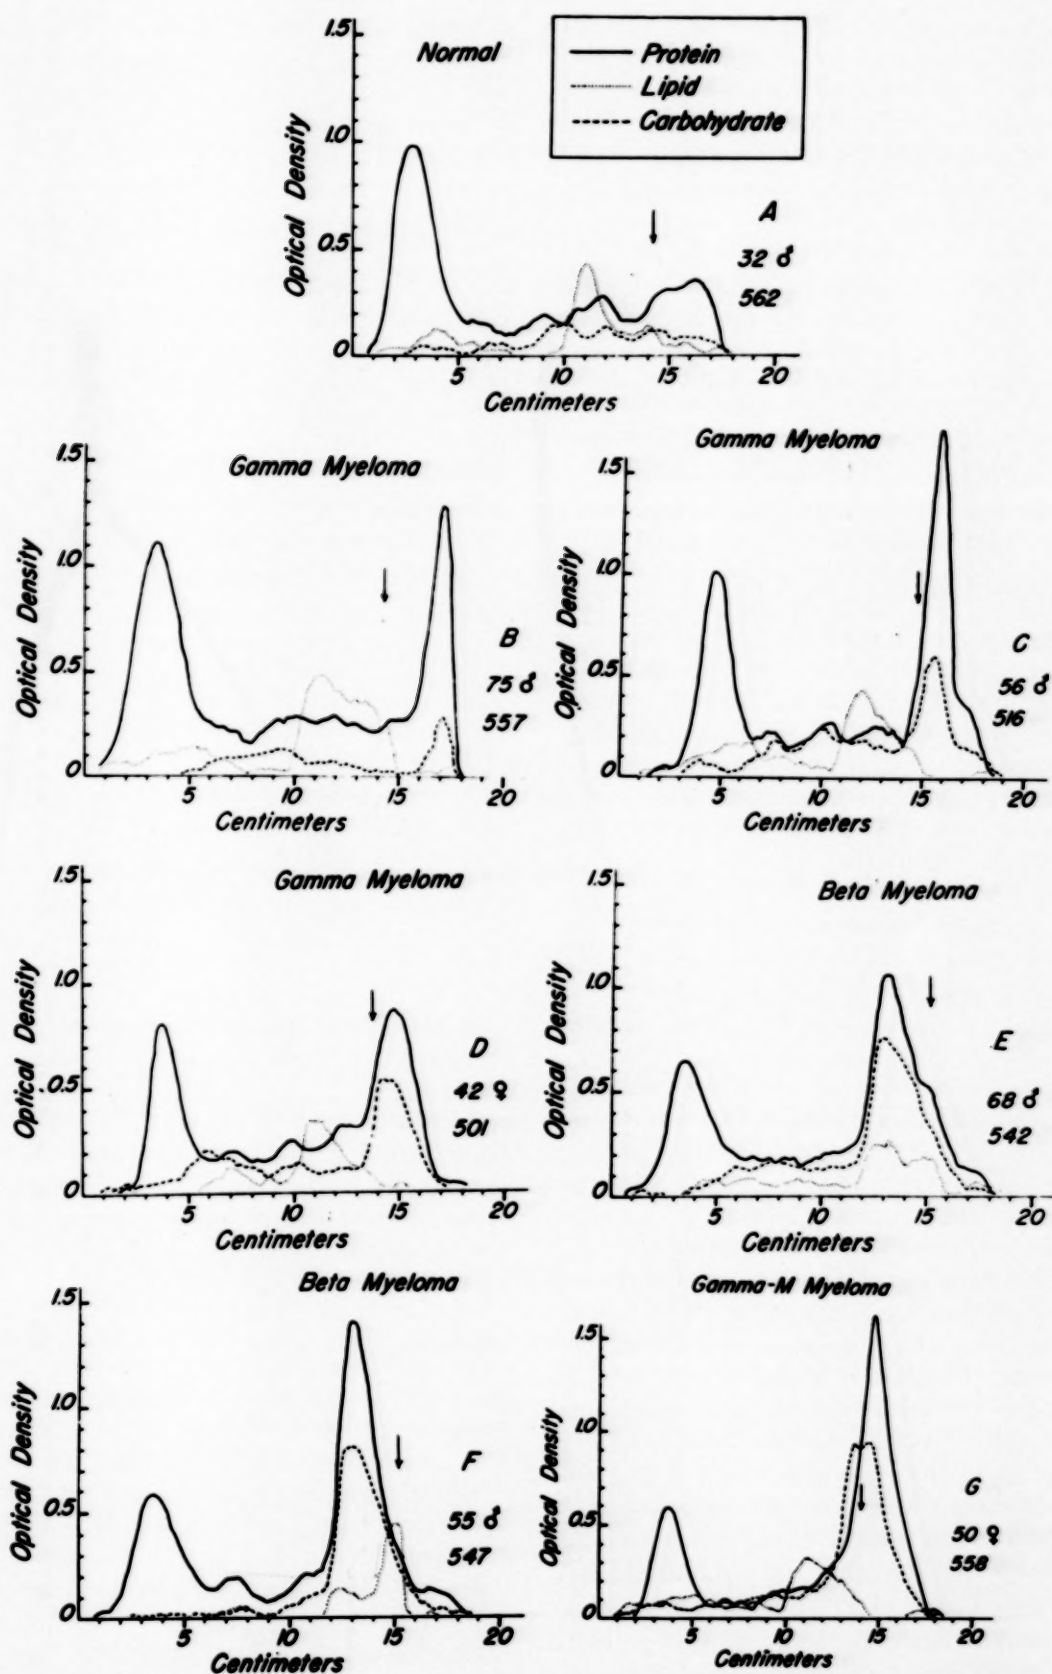 Normal
Protein
Lipid
Carbohydrate
1.5
1.0
0.5
0
Optical Density
A
32 ♂
562
5 10 15 20
Centimeters
Gamma Myeloma
1.5
1.0
0.5
0
Optical Density
B
75 ♂
557
5 10 15 20
Centimeters
Gamma Myeloma
1.5
1.0
0.5
0
Optical Density
C
56 ♂
516
5 10 15 20
Centimeters
Gamma Myeloma
1.5
1.0
0.5
0
Optical Density
D
42 ♀
501
5 10 15 20
Centimeters
Beta Myeloma
1.5
1.0
0.5
0
Optical Density
E
68 ♂
542
5 10 15 20
Centimeters
Beta Myeloma
1.5
1.0
0.5
0
Optical Density
F
55 ♂
547
5 10 15 20
Centimeters
Gamma-M Myeloma
1.5
1.0
0.5
0
Optical Density
G
50 ♀
558
5 10 15 20
Centimeters